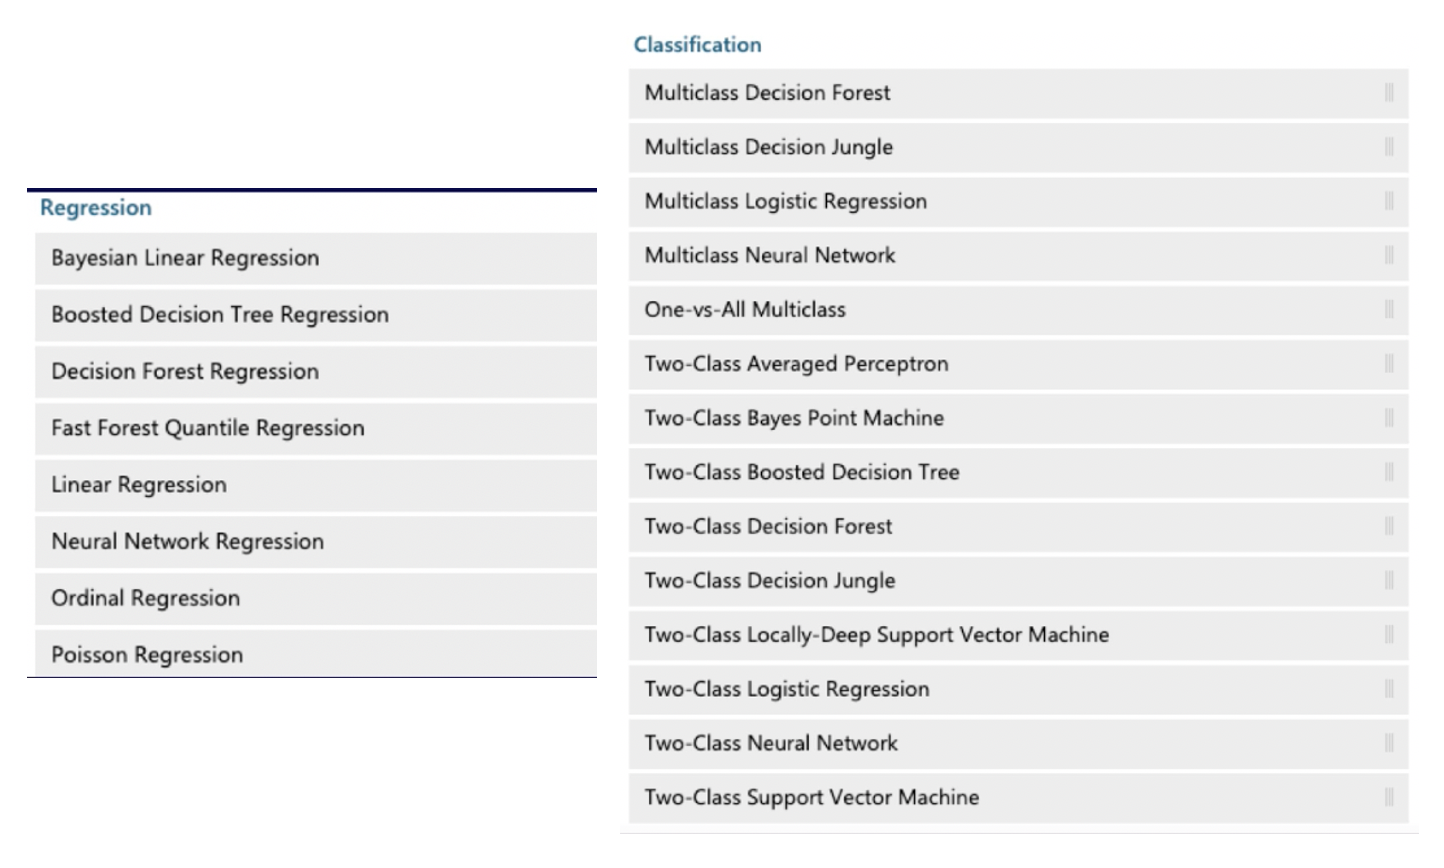 Regression
Bayesian Linear Regression
Boosted Decision Tree Regression
Decision Forest Regression
Fast Forest Quantile Regression
Linear Regression
Neural Network Regression
Ordinal Regression
Poisson Regression
Classification
Multiclass Decision Forest
Multiclass Decision Jungle
Multiclass Logistic Regression
Multiclass Neural Network
One-vs-All Multiclass
Two-Class Averaged Perceptron
Two-Class Bayes Point Machine
Two-Class Boosted Decision Tree
Two-Class Decision Forest
Two-Class Decision Jungle
Two-Class Locally-Deep Support Vector Machine
Two-Class Logistic Regression
Two-Class Neural Network
Two-Class Support Vector Machine